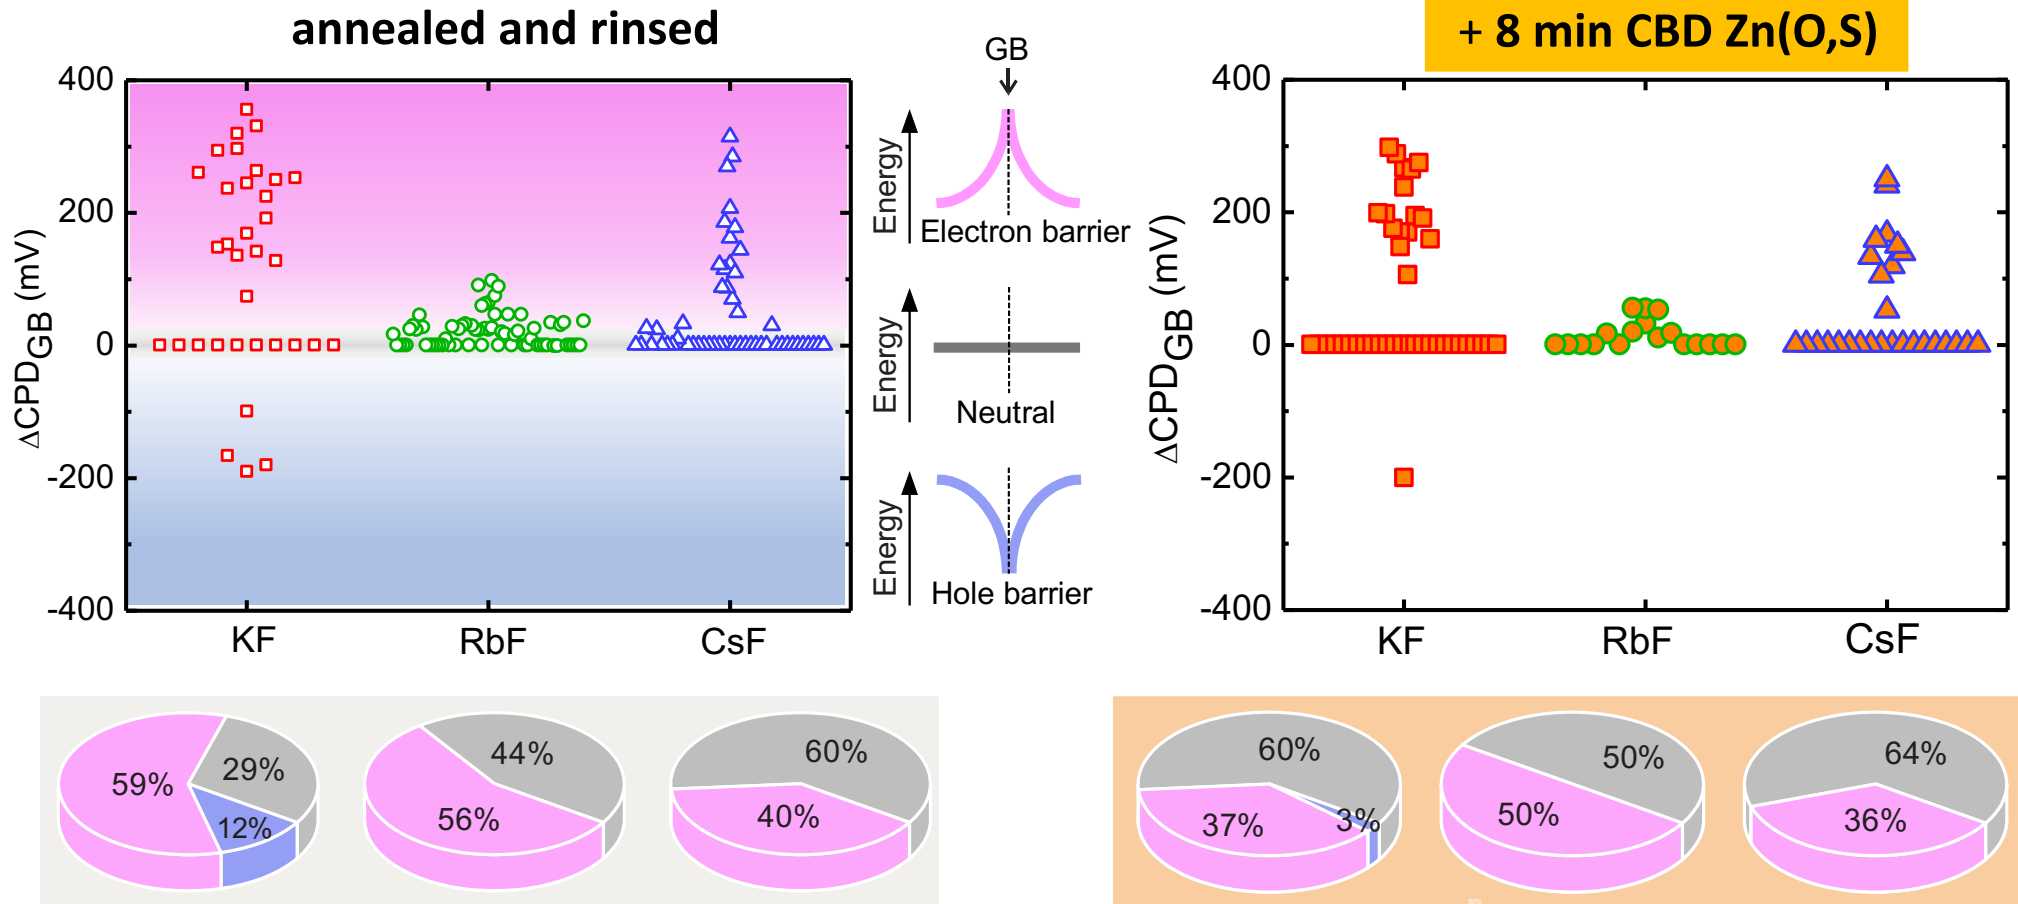 annealed and rinsed
400
200
0
-200
-400
ΔCPD_GB (mV)
KF
RbF
CsF
GB
Energy
Electron barrier
Energy
Neutral
Energy
Hole barrier
+ 8 min CBD Zn(O,S)
400
200
0
-200
-400
ΔCPD_GB (mV)
KF
RbF
CsF
59%
29%
12%
44%
56%
60%
40%
60%
37%
3%
50%
50%
64%
36%